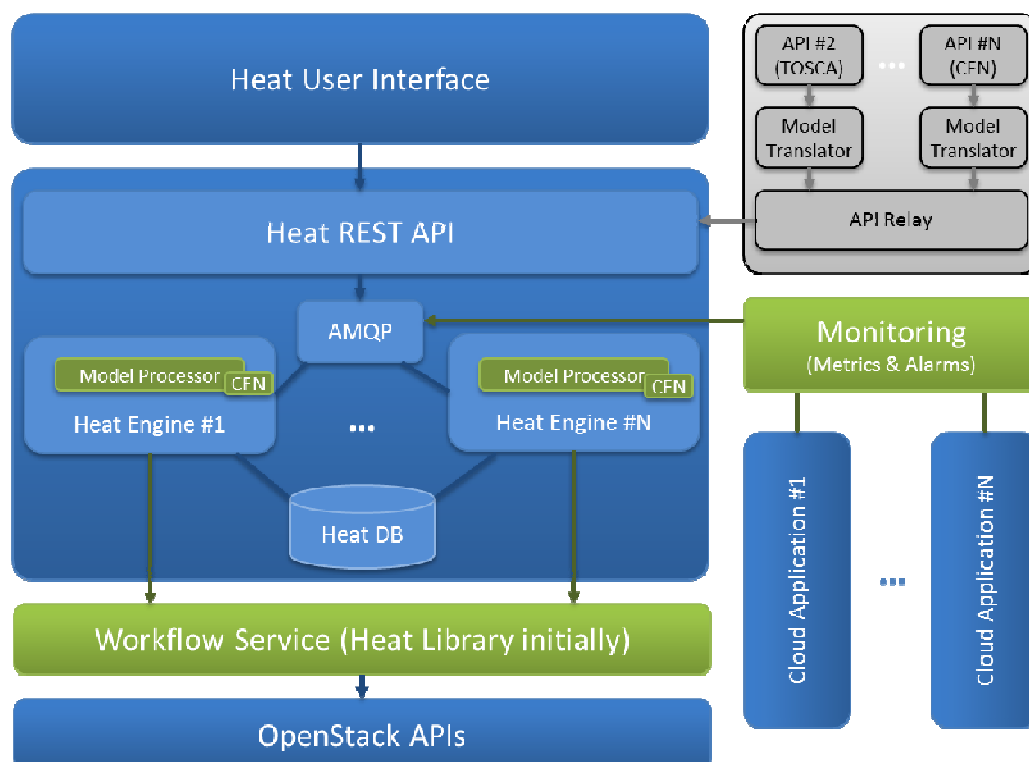 Heat User Interface
API #2
(TOSCA)
...
API #N
(CFN)
Model
Translator
Model
Translator
API Relay
Heat REST API
AMQP
Monitoring
(Metrics & Alarms)
Model Processor
CFN
Heat Engine #1
...
Model Processor
CFN
Heat Engine #N
Heat DB
Cloud Application #1
...
Cloud Application #N
Workflow Service (Heat Library initially)
OpenStack APIs